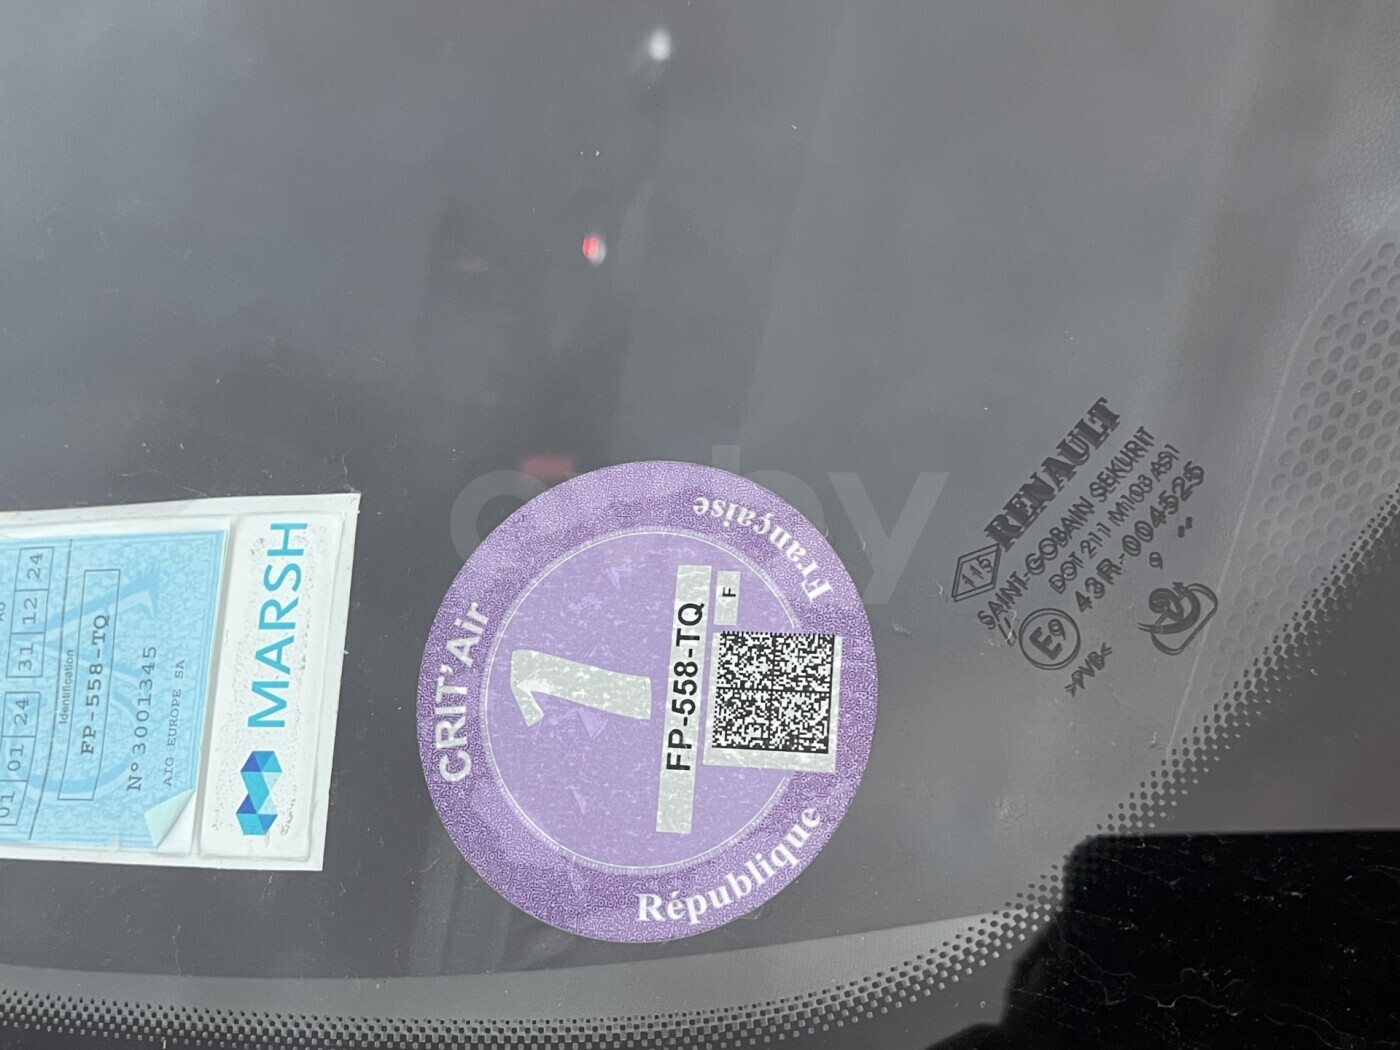 01 01 24 31 12 24
Identification
FP-558-TQ
N° 3001345
AIG EUROPE SA
MARSH
CRIT'Air
1
FP-558-TQ
F
République Française
115
RENAULT
SAINT-GOBAIN SEKURIT
DOT 211 M103 AS1
43R-004525
E9
9
>PVB<